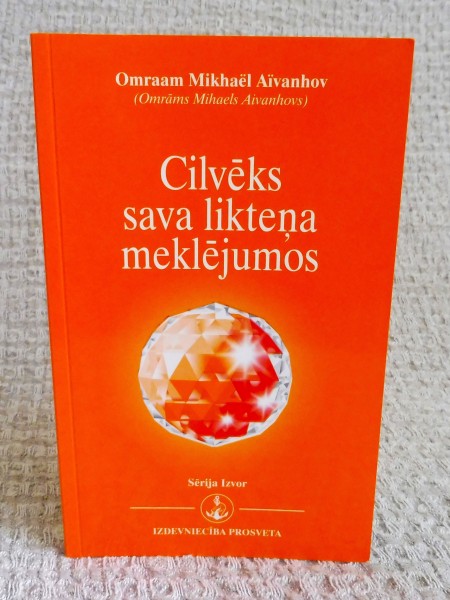 Omraam Mikhaël Aïvanhov
(Omrāms Mihaels Aivanhovs)
Cilvēks
sava likteņa
meklējumos
Sērija Izvor
IZDEVNIECĪBA PROSVETA